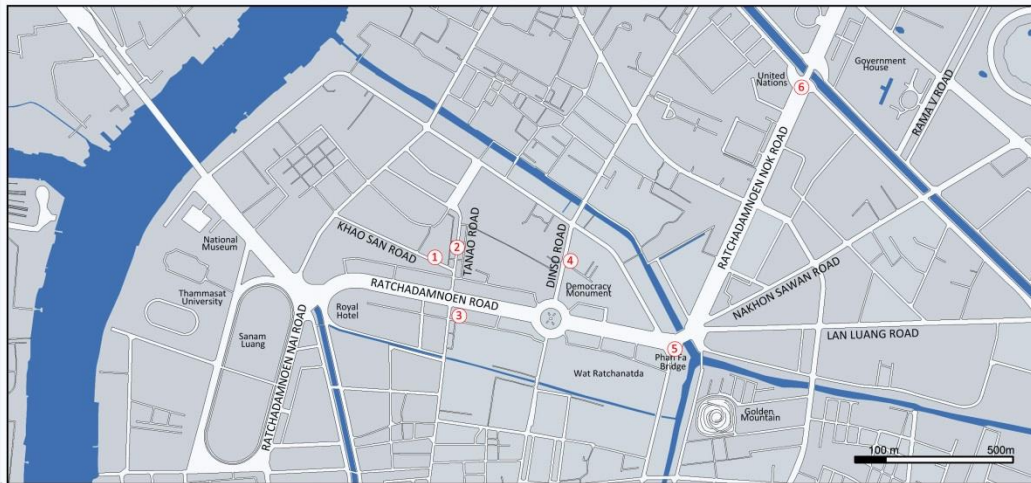 United
Nations
6
Government
House
RAMA V ROAD
RATCHADAMNOEN NOK ROAD
National
Museum
KHAO SAN ROAD
1
2
TANAO ROAD
DINSO ROAD
4
NAKHON SAWAN ROAD
Thammasat
University
RATCHADAMNOEN ROAD
Democracy
Monument
Royal
Hotel
3
Sanam
Luang
RATCHADAMNOEN NAI ROAD
LAN LUANG ROAD
5
Phan Fa
Bridge
Wat Ratchanatda
Golden
Mountain
100 m
500m